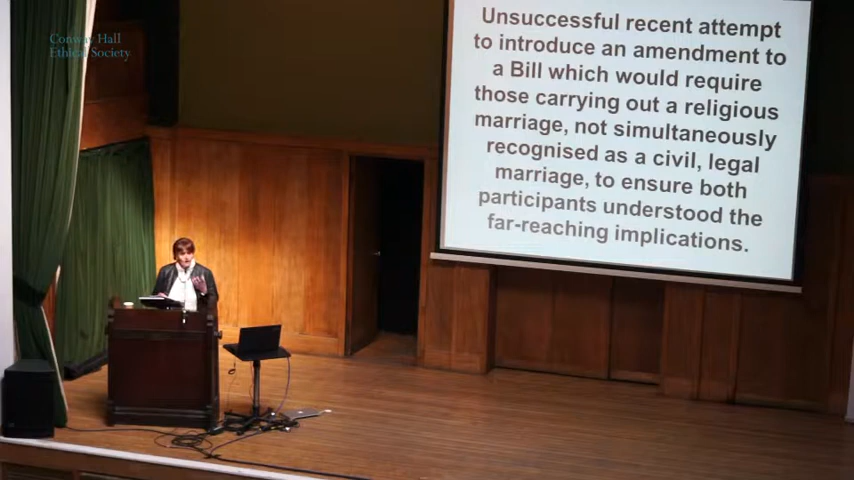 Conway Hall
Ethical Society
Unsuccessful recent attempt
to introduce an amendment to
a Bill which would require
those carrying out a religious
marriage, not simultaneously
recognised as a civil, legal
marriage, to ensure both
participants understood the
far-reaching implications.